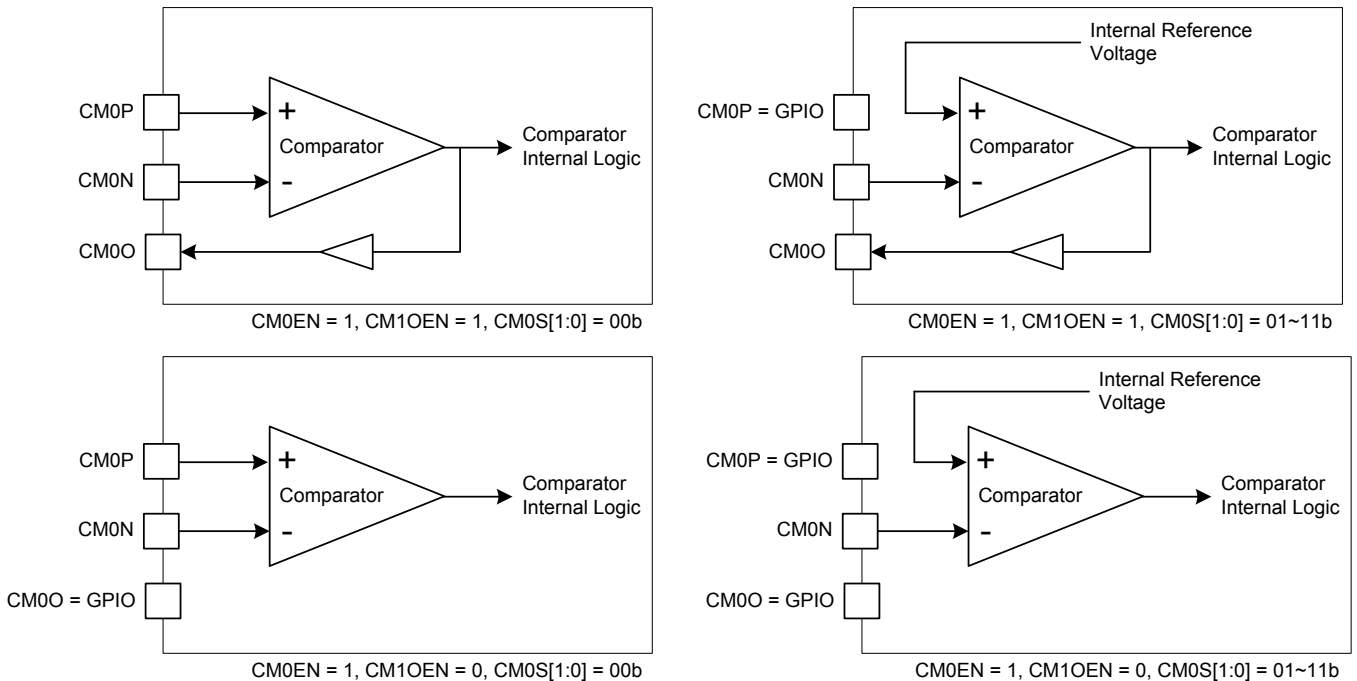 CM0P
CM0N
CM0O
+
-
Comparator
Comparator
Internal Logic
CM0EN = 1, CM1OEN = 1, CM0S[1:0] = 00b
Internal Reference
Voltage
CM0P = GPIO
CM0N
CM0O
+
-
Comparator
Comparator
Internal Logic
CM0EN = 1, CM1OEN = 1, CM0S[1:0] = 01~11b
CM0P
CM0N
CM0O = GPIO
+
-
Comparator
Comparator
Internal Logic
CM0EN = 1, CM1OEN = 0, CM0S[1:0] = 00b
Internal Reference
Voltage
CM0P = GPIO
CM0N
CM0O = GPIO
+
-
Comparator
Comparator
Internal Logic
CM0EN = 1, CM1OEN = 0, CM0S[1:0] = 01~11b